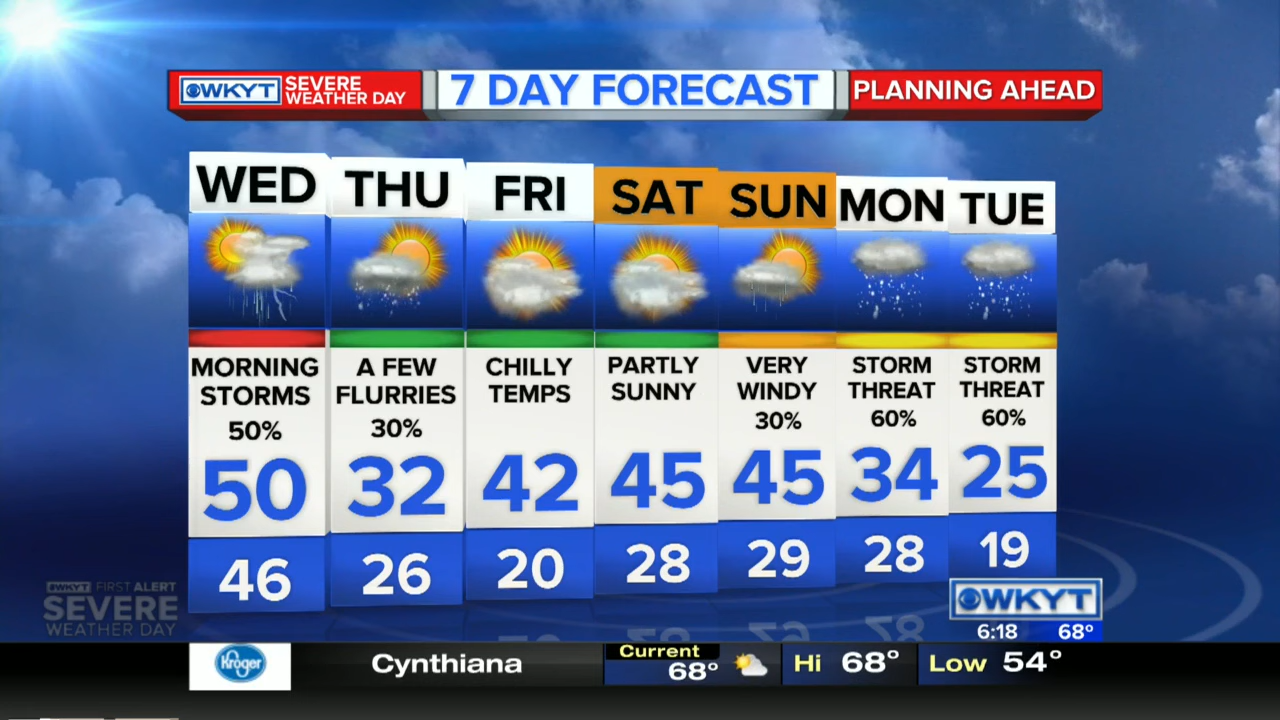 WKYT SEVERE WEATHER DAY 7 DAY FORECAST PLANNING AHEAD
WED THU FRI SAT SUN MON TUE
MORNING STORMS 50%
A FEW FLURRIES 30%
CHILLY TEMPS
PARTLY SUNNY
VERY WINDY 30%
STORM THREAT 60%
STORM THREAT 60%
50 32 42 45 45 34 25
46 26 20 28 29 28 19
WKYT FIRST ALERT
SEVERE
WEATHER DAY
WKYT
6:18 68°
Kroger Cynthiana Current 68° Hi 68° Low 54°